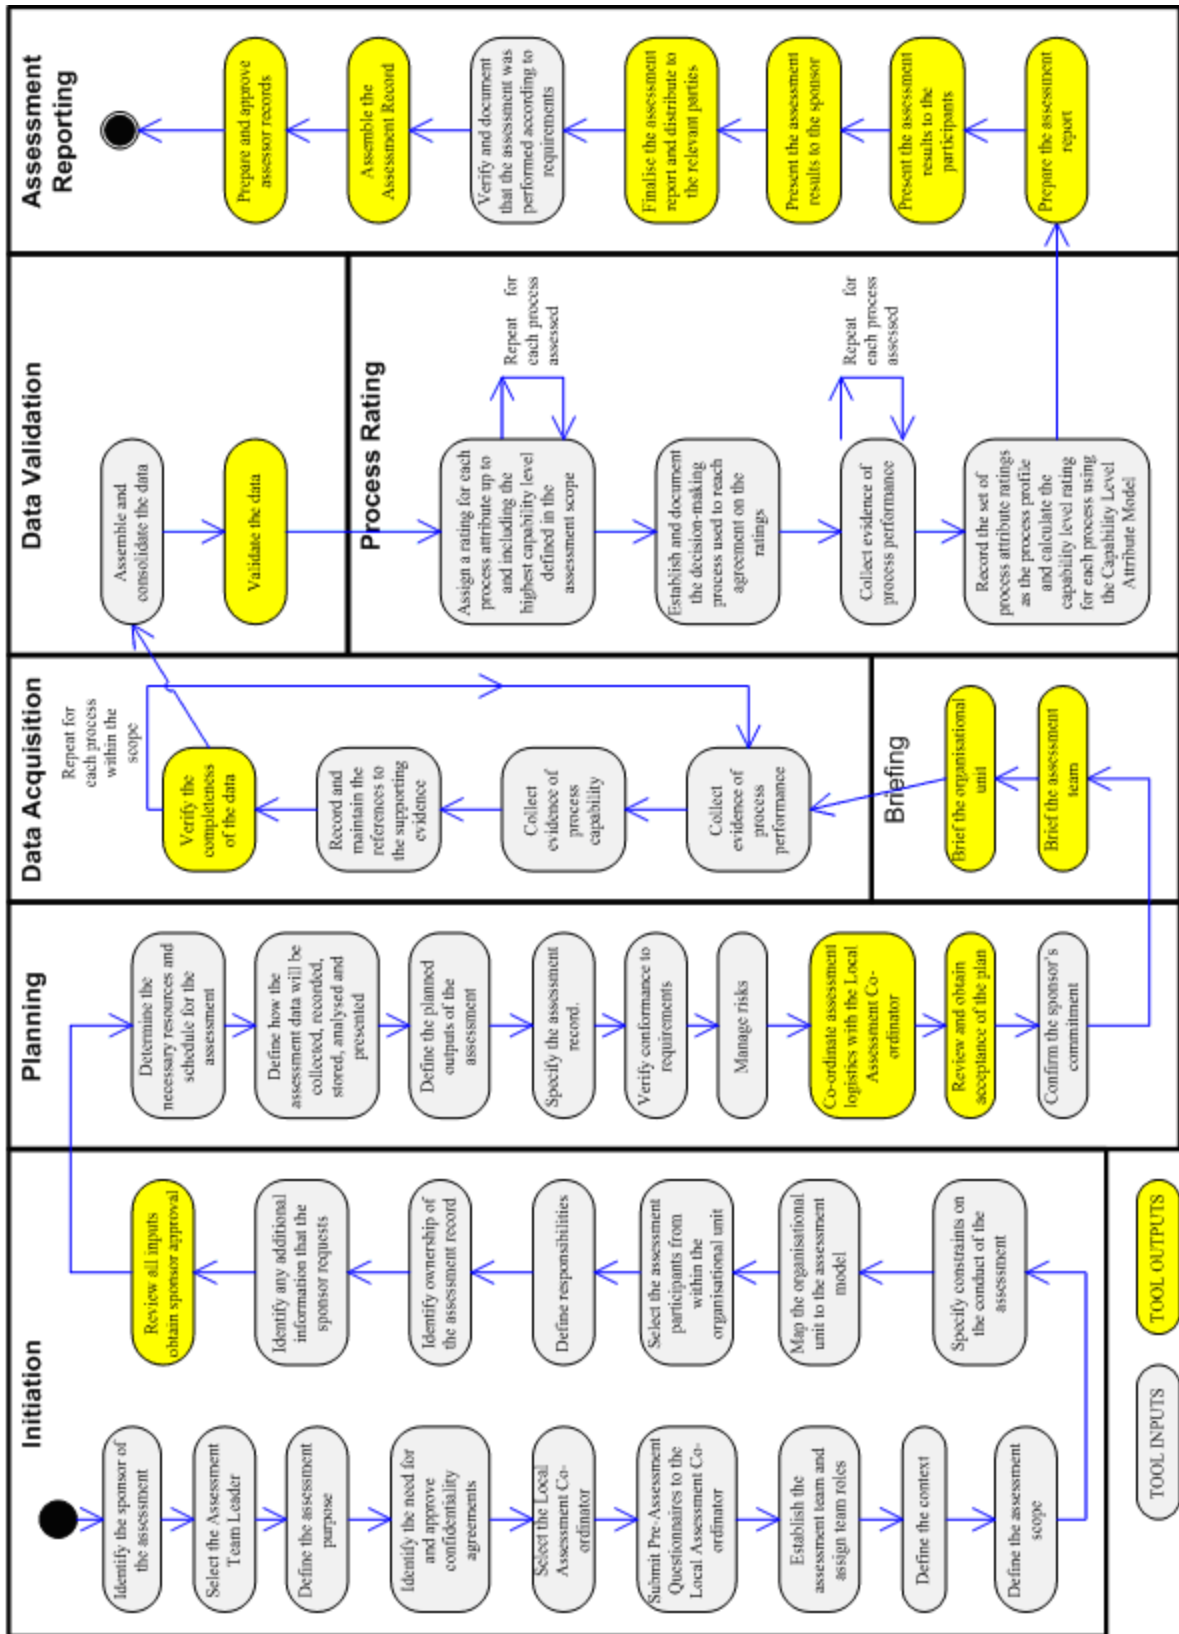 Initiation
Identify the sponsor of
the assessment
Select the Assessment
Team Leader
Define the assessment
purpose
Identify the need for
and approve
confidentiality
agreements
Select the Local
Assessment Co-
ordinator
Submit Pre-Assessment
Questionnaires to the
Local Assessment Co-
ordinator
Establish the
assessment team and
assign team roles
Define the context
Define the assessment
scope
Specify constraints on
the conduct of the
assessment
Map the organisational
unit to the assessment
model
Select the assessment
participants from
within the
organisational unit
Define responsibilities
Identify ownership of
the assessment record
Identify any additional
information that the
sponsor requests
Review all inputs
obtain sponsor approval
Planning
Determine the
necessary resources and
schedule for the
assessment
Define how the
assessment data will be
collected, recorded,
stored, analysed and
presented
Define the planned
outputs of the
assessment
Specify the assessment
record.
Verify conformance to
requirements
Manage risks
Co-ordinate assessment
logistics with the Local
Assessment Co-
ordinator
Review and obtain
acceptance of the plan
Confirm the sponsor's
commitment
Briefing
Brief the assessment
team
Brief the organisational
unit
Data Acquisition
Collect
evidence of
process
performance
Collect
evidence of
process
capability
Record and
maintain the
references to
the supporting
evidence
Verify the
completeness
of the data
Repeat for
each process
within the
scope
Data Validation
Assemble and
consolidate the data
Validate the data
Process Rating
Assign a rating for each
process attribute up to
and including the
highest capability level
defined in the
assessment scope
Repeat for
each process
assessed
Establish and document
the decision-making
process used to reach
agreement on the
ratings
Collect evidence of
process performance
Repeat for
each process
assessed
Record the set of
process attribute ratings
as the process profile
and calculate the
capability level rating
for each process using
the Capability Level
Attribute Model
Assessment
Reporting
Prepare the assessment
report
Present the assessment
results to the
participants
Present the assessment
results to the sponsor
Finalise the assessment
report and distribute to
the relevant parties
Verify and document
that the assessment was
performed according to
requirements
Assemble the
Assessment Record
Prepare and approve
assessor records
TOOL INPUTS
TOOL OUTPUTS